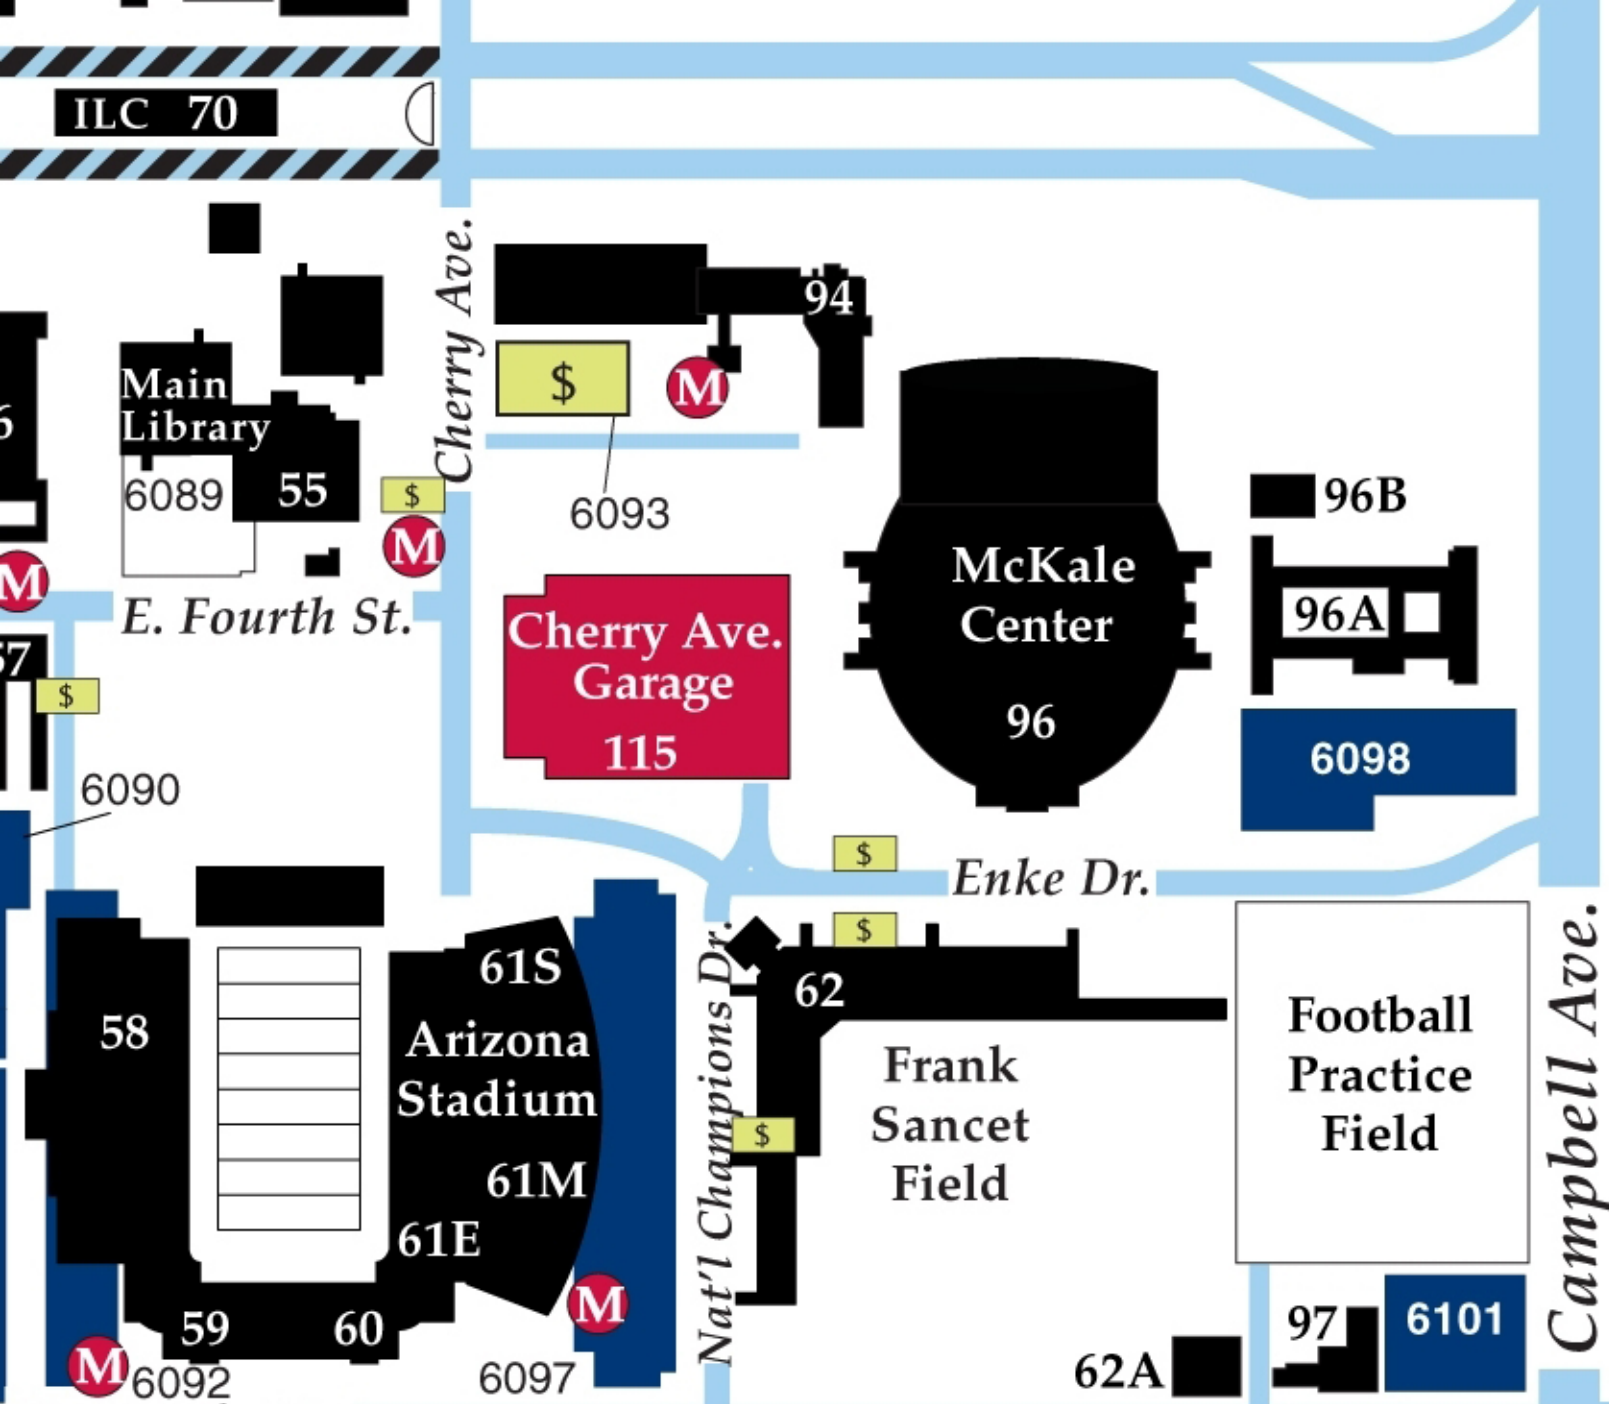 ILC 70
Cherry Ave.
94
$
M
Main
Library
6
6089
55
$
M
6093
M
E. Fourth St.
57
$
6090
Cherry Ave.
Garage
115
McKale
Center
96
96B
96A
6098
$
Enke Dr.
$
Campbell Ave.
58
61S
Arizona
Stadium
61M
61E
59
60
M
6092
M
6097
Nat'l Champions Dr.
62
$
Frank
Sancet
Field
Football
Practice
Field
62A
97
6101